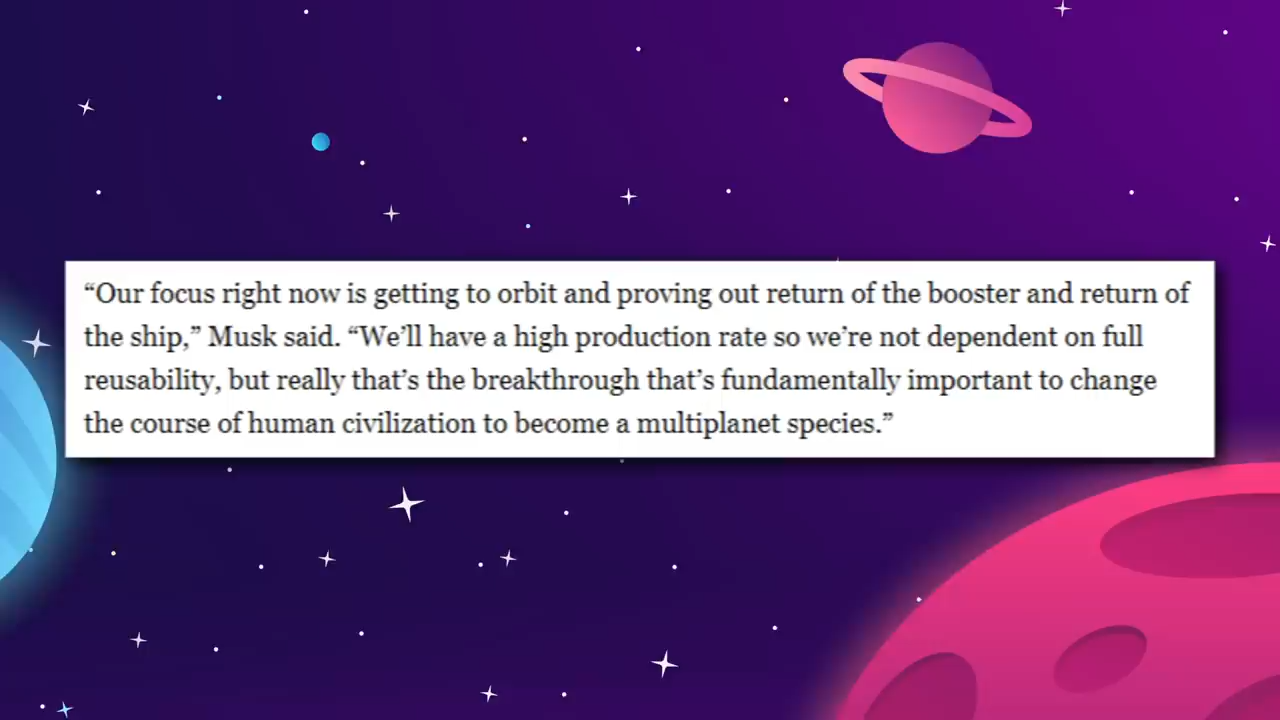 “Our focus right now is getting to orbit and proving out return of the booster and return of
the ship,” Musk said. “We’ll have a high production rate so we’re not dependent on full
reusability, but really that’s the breakthrough that’s fundamentally important to change
the course of human civilization to become a multiplanet species.”